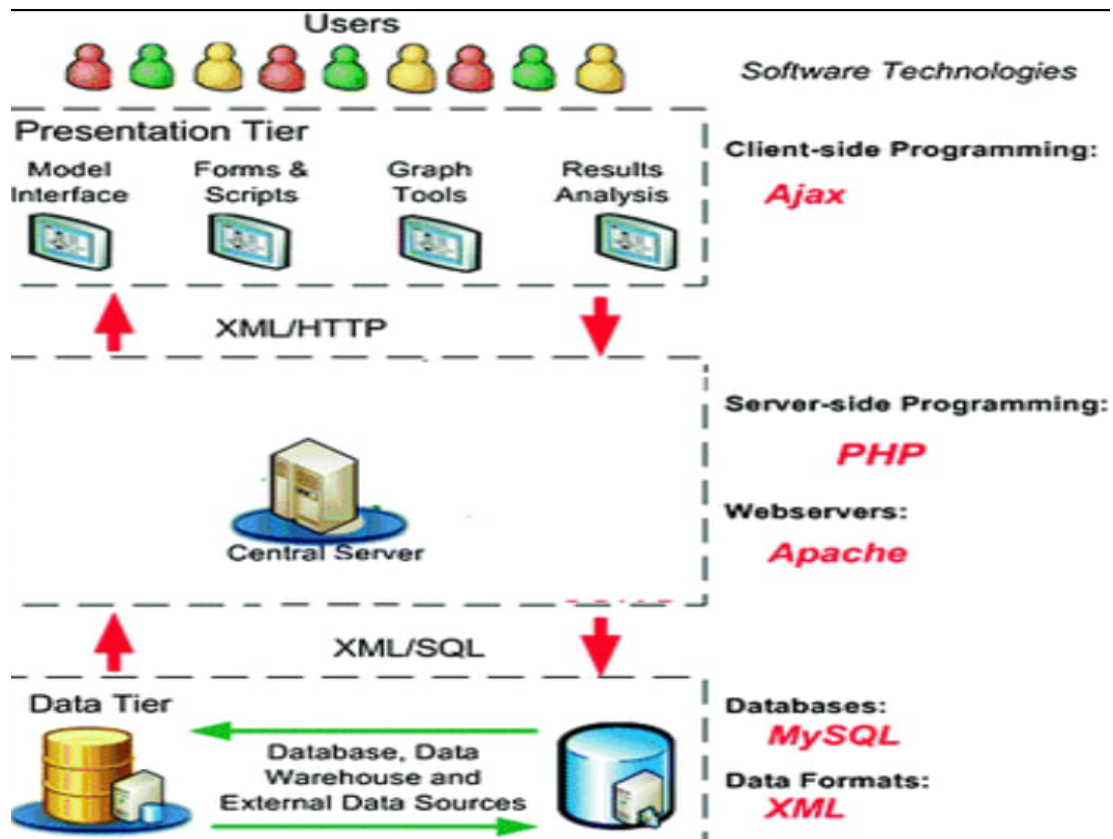 Users
Software Technologies
Presentation Tier
Client-side Programming:
Ajax
Model
Interface
Forms &
Scripts
Graph
Tools
Results
Analysis
XML/HTTP
Server-side Programming:
PHP
Webservers:
Apache
Central Server
XML/SQL
Data Tier
Database, Data
Warehouse and
External Data Sources
Databases:
MySQL
Data Formats:
XML